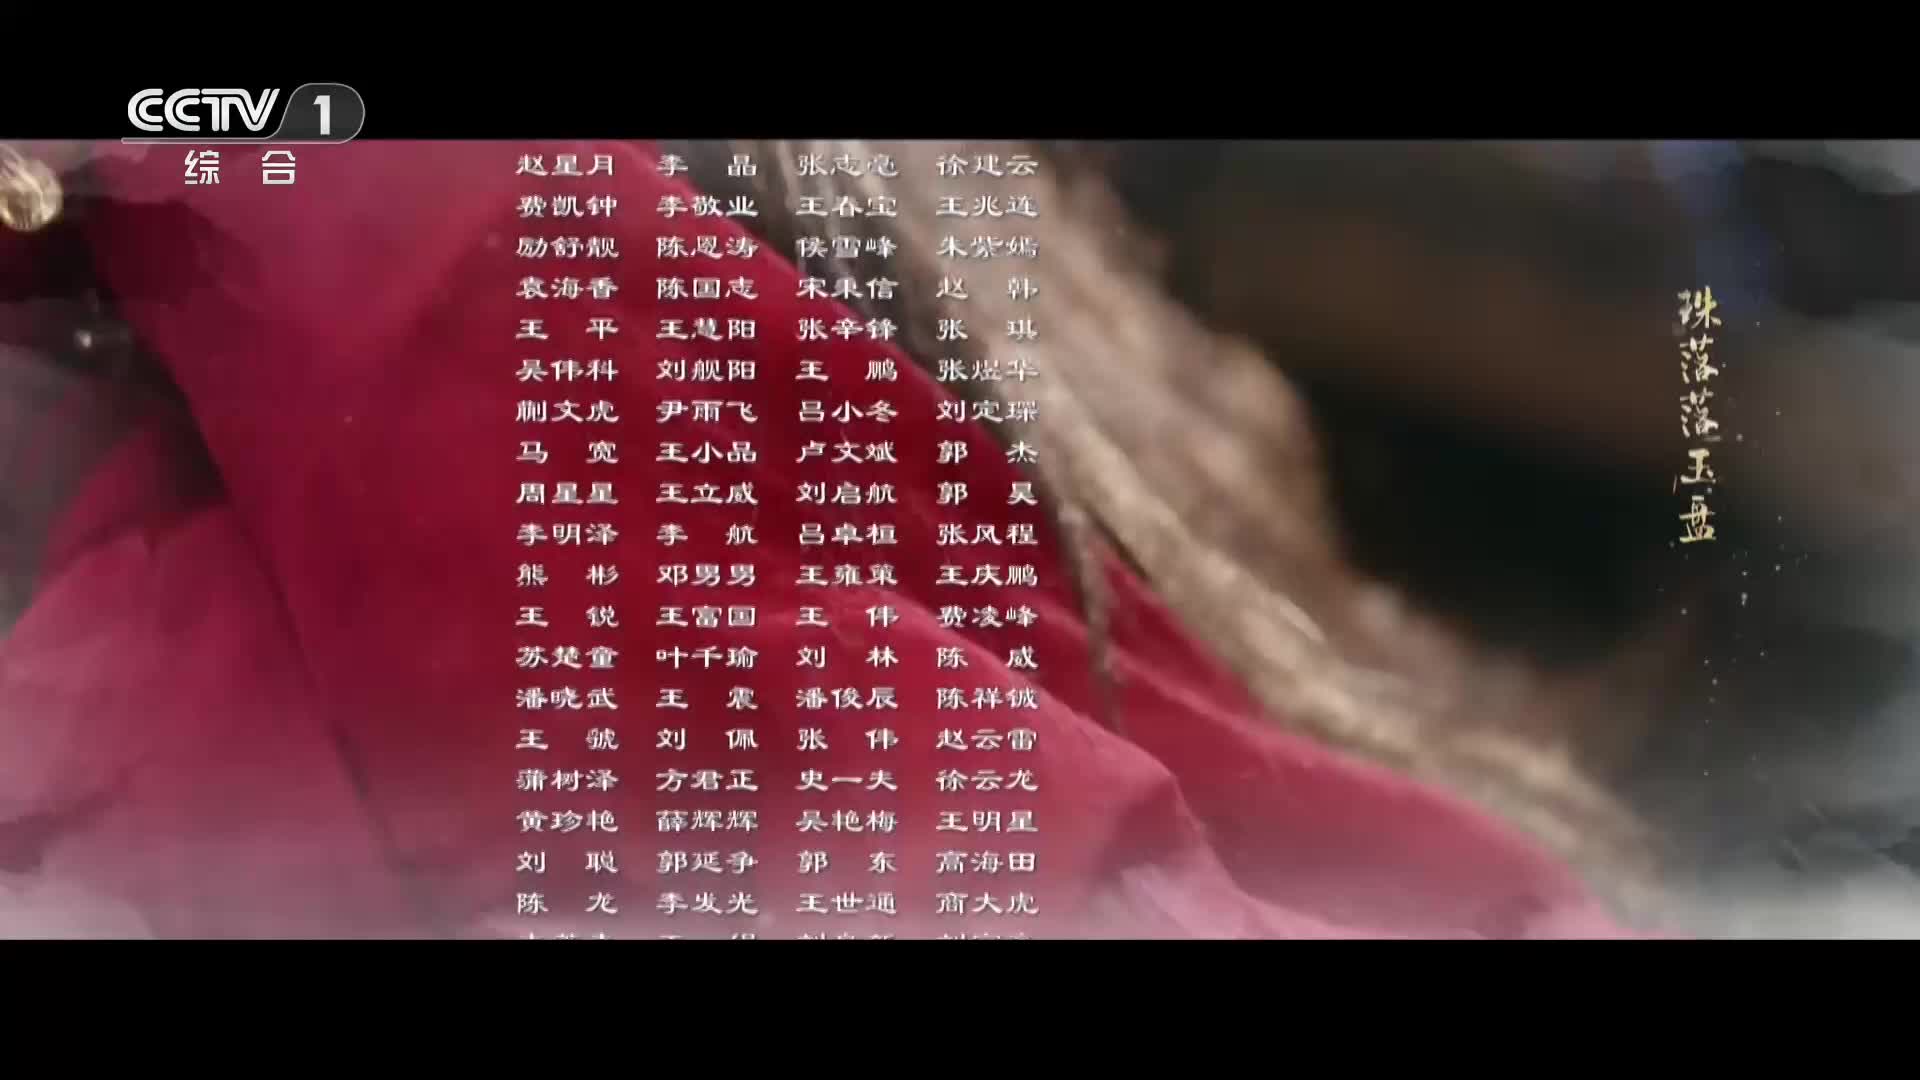 CCTV 1
综 合
赵星月 李 晶 张志亳 徐建云
费凯钟 李敬业 王春宝 王兆连
励舒靓 陈恩涛 侯雪峰 朱紫嫣
袁海香 陈国志 宋秉信 赵 韩
王 平 王慧阳 张辛锋 张 琪
吴伟科 刘舰阳 王 鹏 张煜华
蒯文虎 尹雨飞 吕小冬 刘定琛
马 宽 王小品 卢文斌 郭 杰
周星星 王立威 刘启航 郭 昊
李明泽 李 航 吕卓桓 张风程
熊 彬 邓男男 王雍策 王庆鹏
王 锐 王富国 王 伟 费凌峰
苏楚童 叶千瑜 刘 林 陈 威
潘晓武 王 震 潘俊辰 陈祥铖
王 虢 刘 佩 张 伟 赵云雷
蒲树泽 方君正 史一夫 徐云龙
黄珍艳 薛辉辉 吴艳梅 王明星
刘 聪 郭延争 郭 东 高海田
陈 龙 李发光 王世通 商大虎
珠落落玉盘